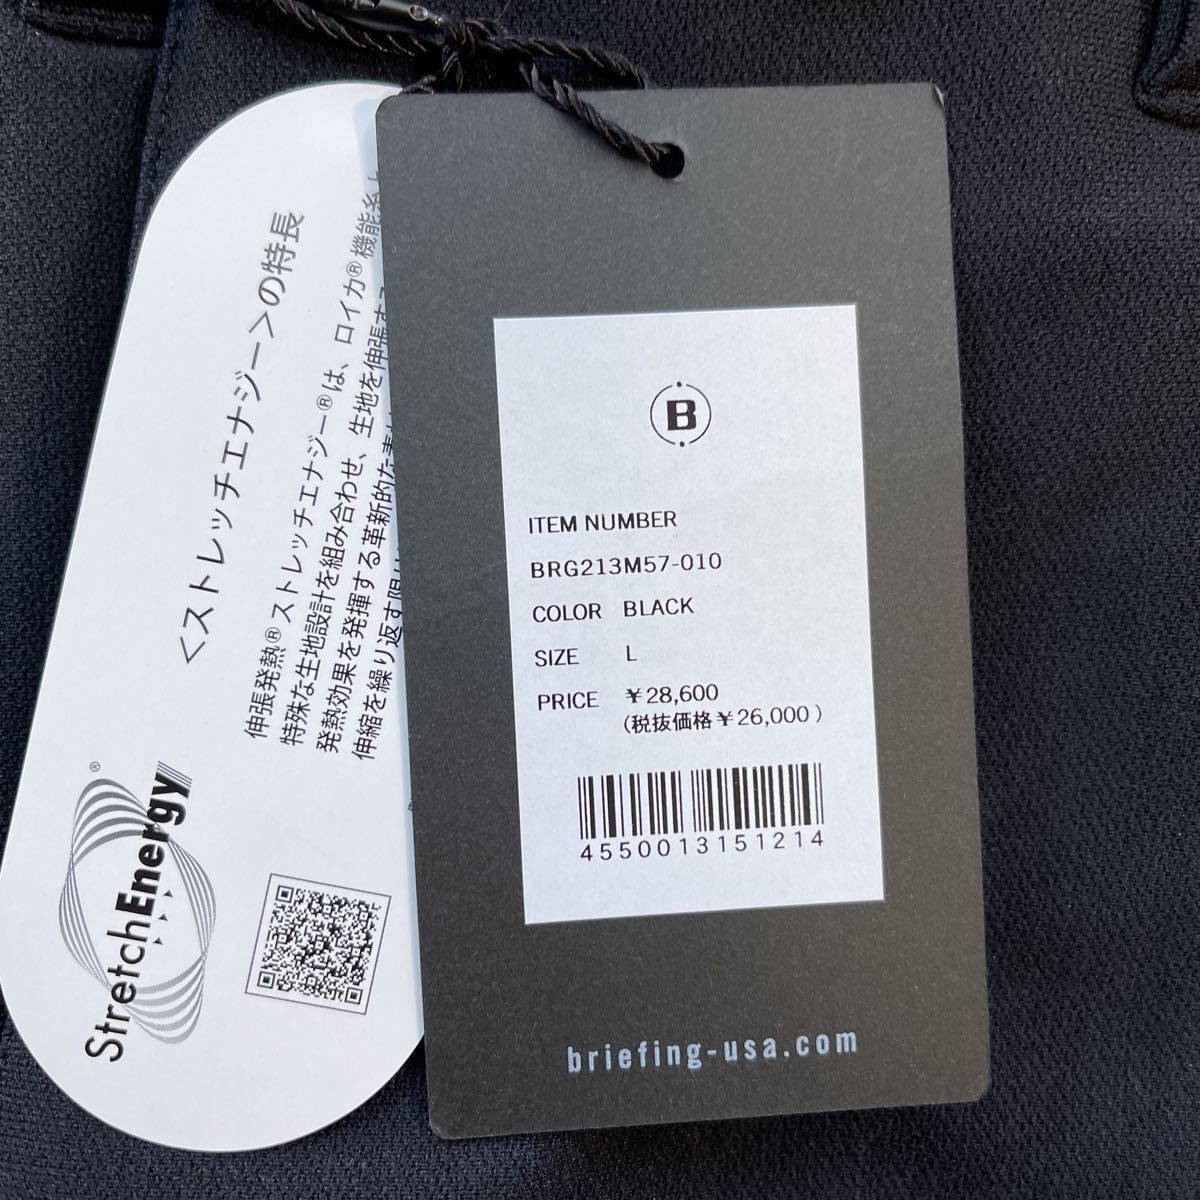 <ストレッチエナジー>の特長
伸張発熱® ストレッチエナジー®は、ロイカ®機能糸
特殊な生地設計を組み合わせ、生地を伸張する
発熱効果を発揮する革新的な
伸縮を繰り返す限り
StretchEnergy®
B
ITEM NUMBER
BRG213M57-010
COLOR BLACK
SIZE L
PRICE ¥28,600
(税抜価格¥26,000)
4550013151214
briefing-usa.com